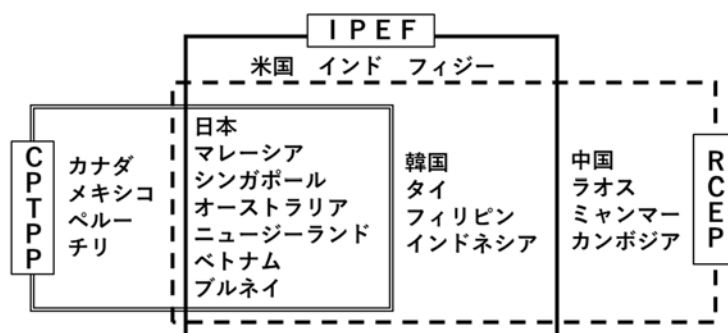 IPEF
米国 インド フィジー
CPTPP
カナダ
メキシコ
ペルー
チリ
日本
マレーシア
シンガポール
オーストラリア
ニュージーランド
ベトナム
ブルネイ
韓国
タイ
フィリピン
インドネシア
中国
ラオス
ミャンマー
カンボジア
RCEP